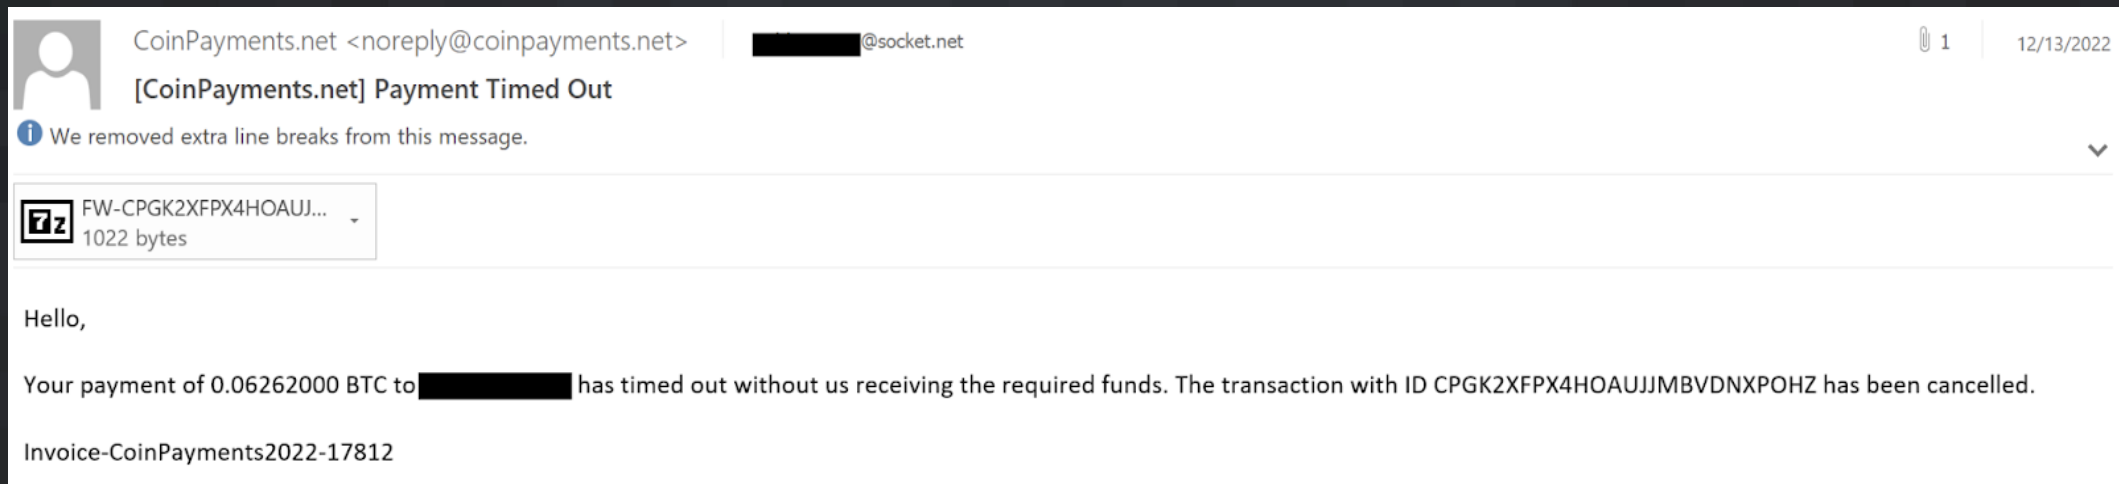 CoinPayments.net <noreply@coinpayments.net> @socket.net 1 12/13/2022
[CoinPayments.net] Payment Timed Out
We removed extra line breaks from this message.
7z FW-CPGK2XFPX4HOAUJ...
1022 bytes
Hello,
Your payment of 0.06262000 BTC to has timed out without us receiving the required funds. The transaction with ID CPGK2XFPX4HOAUJJMBVDNXPOHZ has been cancelled.
Invoice-CoinPayments2022-17812